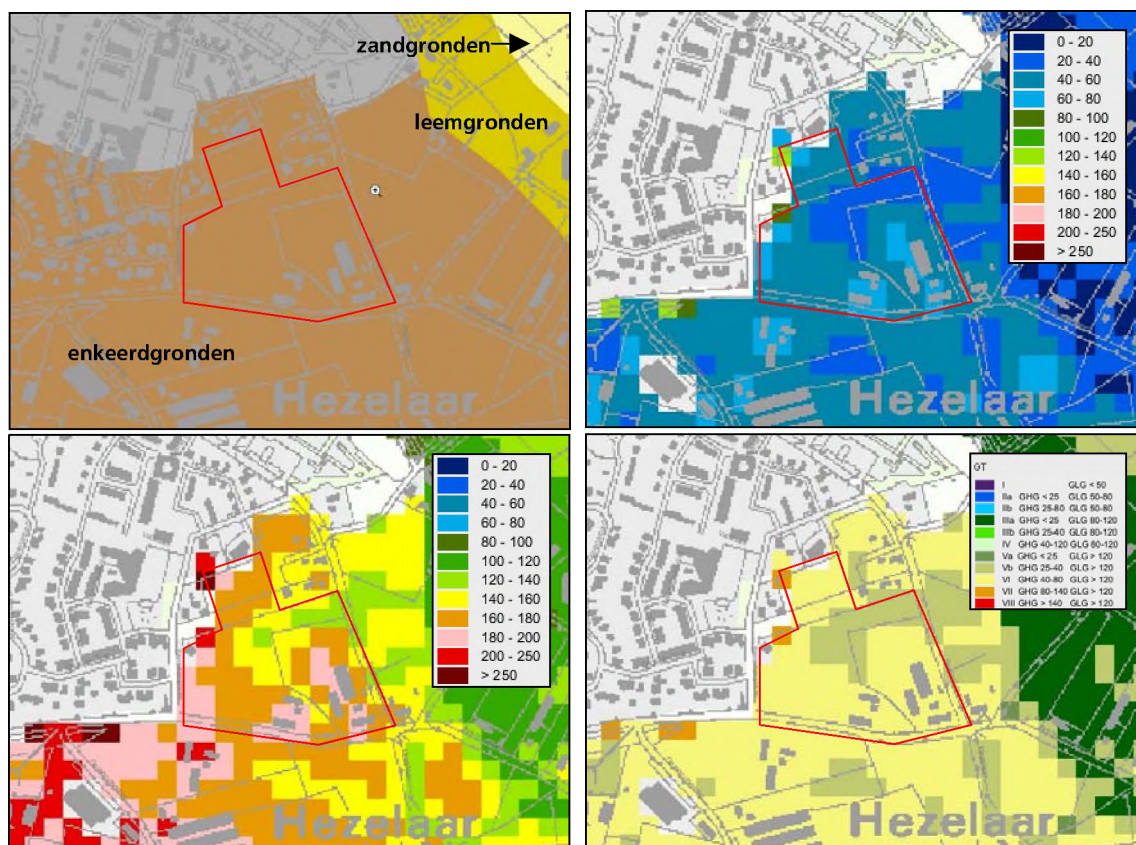 zandgronden
leemgronden
enkeerdgronden
Hezelaar
0 - 20
20 - 40
40 - 60
60 - 80
80 - 100
100 - 120
120 - 140
140 - 160
160 - 180
180 - 200
200 - 250
> 250
Hezelaar
0 - 20
20 - 40
40 - 60
60 - 80
80 - 100
100 - 120
120 - 140
140 - 160
160 - 180
180 - 200
200 - 250
> 250
Hezelaar
GT
I GLG < 50
IIa GHG < 25 GLG 50-80
IIb GHG 25-80 GLG 50-80
IIIa GHG < 25 GLG 80-120
IIIb GHG 25-40 GLG 80-120
IV GHG 40-120 GLG 80-120
Va GHG < 25 GLG > 120
Vb GHG 25-40 GLG > 120
VI GHG 40-80 GLG > 120
VII GHG 80-140 GLG > 120
VIII GHG > 140 GLG > 120
Hezelaar